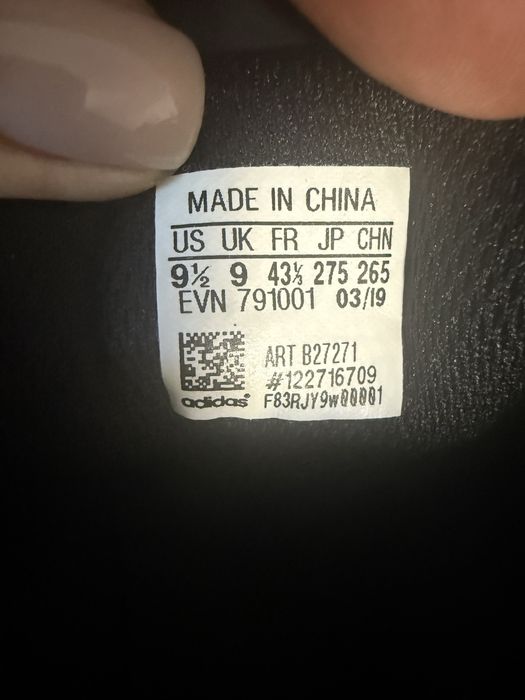 MADE IN CHINA
US UK FR JP CHN
9½ 9 43⅓ 275 265
EVN 791001 03/19
ART B27271
#122716709
adidas® F83RJY9w00001